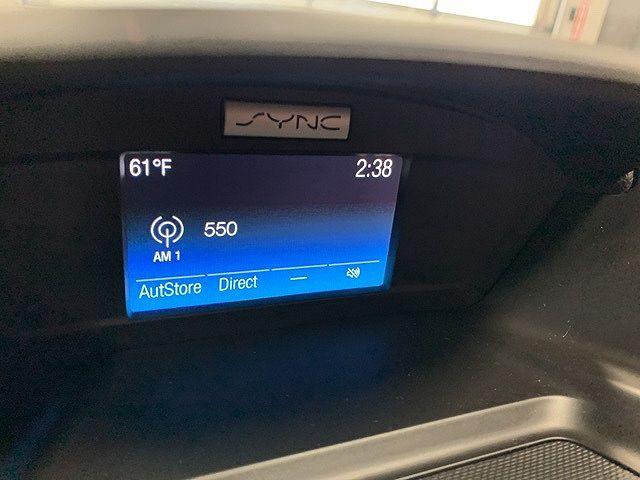 SYNC
61°F 2:38
550
AM 1
AutStore Direct —